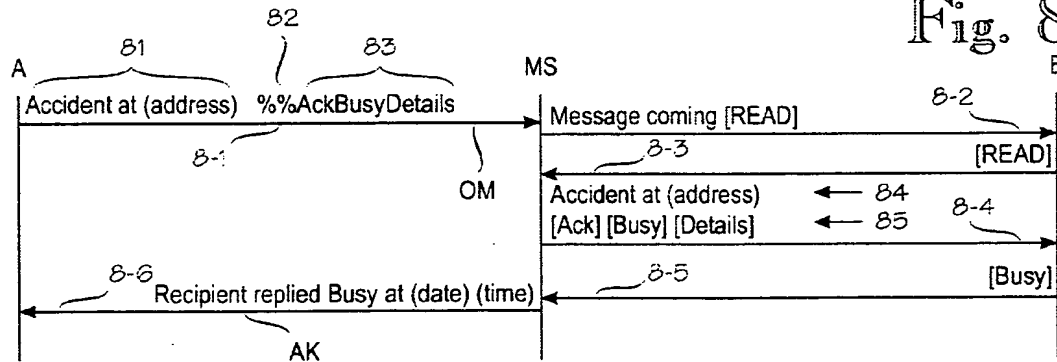 Fig. 8
82
81
83
A
MS
Accident at (address) %%AckBusyDetails
8-1
OM
Message coming [READ]
8-2
8-3
[READ]
Accident at (address)
84
[Ack] [Busy] [Details]
85
8-4
8-5
[Busy]
8-6
Recipient replied Busy at (date) (time)
AK